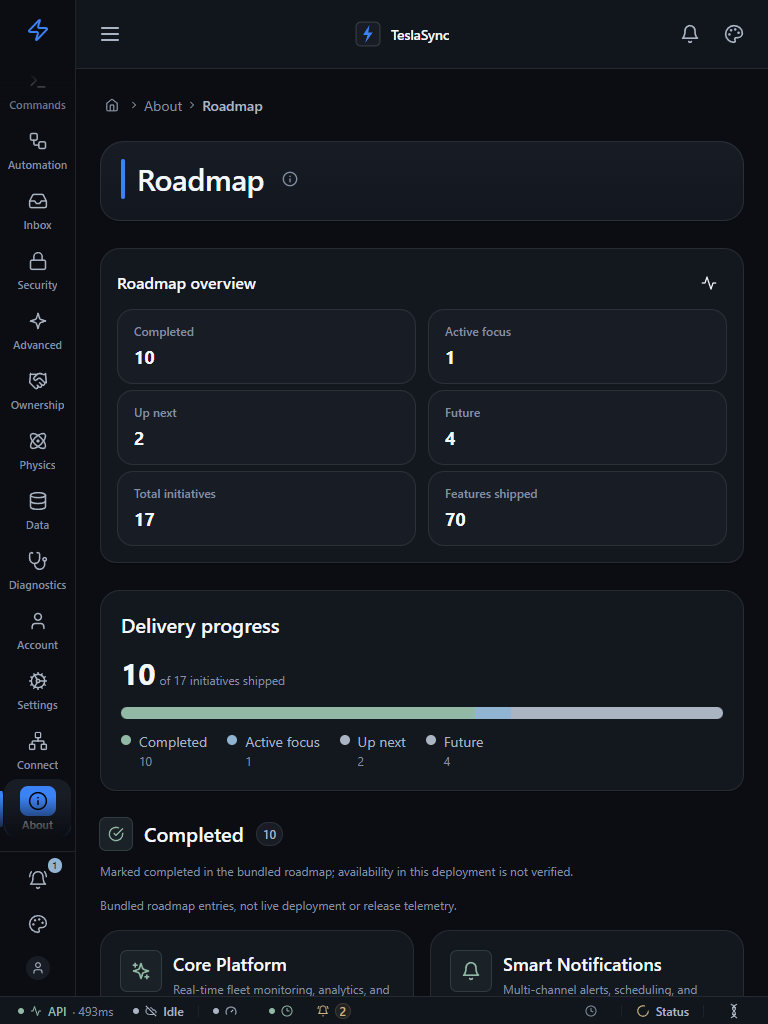 TeslaSync
Commands
Automation
Inbox
Security
Advanced
Ownership
Physics
Data
Diagnostics
Account
Settings
Connect
About
1
About
Roadmap
Roadmap
Roadmap overview
Completed
10
Active focus
1
Up next
2
Future
4
Total initiatives
17
Features shipped
70
Delivery progress
10 of 17 initiatives shipped
Completed
10
Active focus
1
Up next
2
Future
4
Completed 10
Marked completed in the bundled roadmap; availability in this deployment is not verified.
Bundled roadmap entries, not live deployment or release telemetry.
Core Platform
Real-time fleet monitoring, analytics, and
Smart Notifications
Multi-channel alerts, scheduling, and
API · 493ms
Idle
2
Status